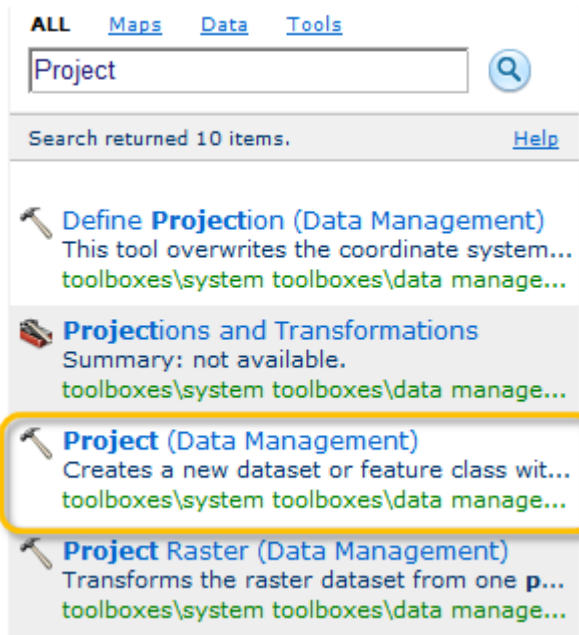 ALL Maps Data Tools
Project
Search returned 10 items. Help
Define Projection (Data Management)
This tool overwrites the coordinate system...
toolboxes\system toolboxes\data manage...
Projections and Transformations
Summary: not available.
toolboxes\system toolboxes\data manage...
Project (Data Management)
Creates a new dataset or feature class wit...
toolboxes\system toolboxes\data manage...
Project Raster (Data Management)
Transforms the raster dataset from one p...
toolboxes\system toolboxes\data manage...